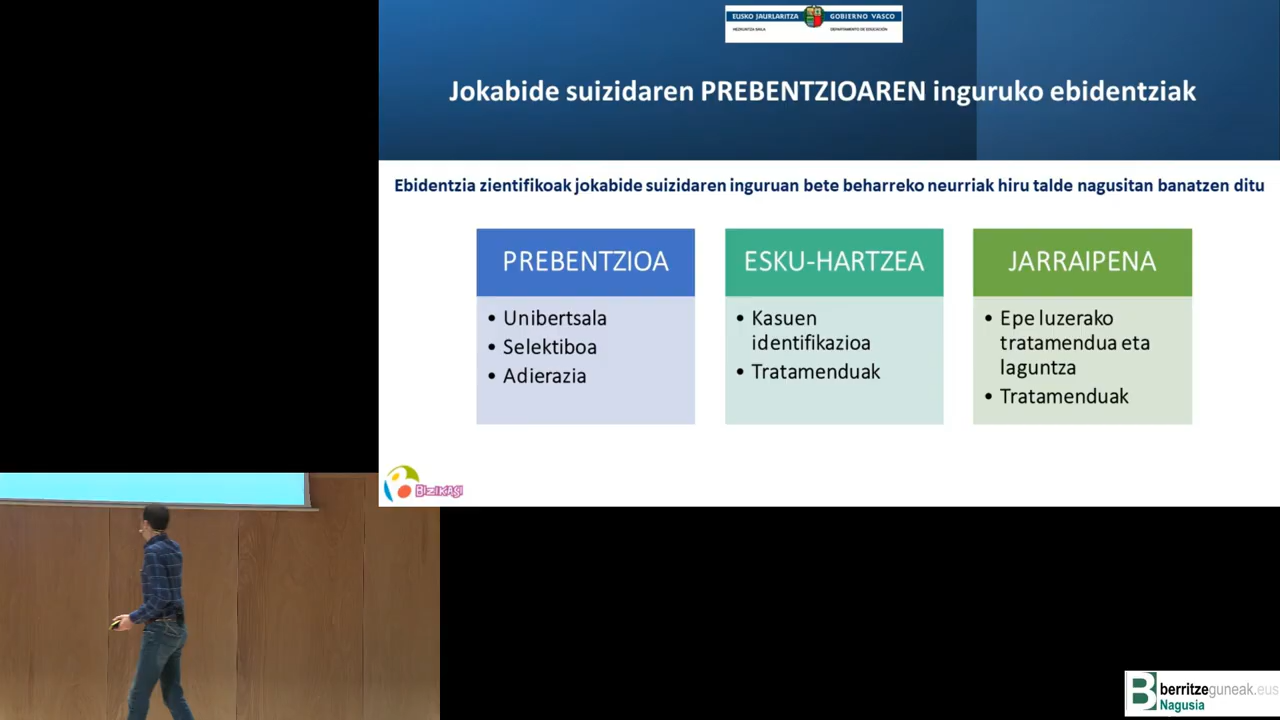 EUSKO JAURLARITZA
GOBIERNO VASCO
HEZKUNTZA SAILA
DEPARTAMENTO DE EDUCACIÓN
Jokabide suizidaren PREBENTZIOAREN inguruko ebidentziak
Ebidentzia zientifikoak jokabide suizidaren inguruan bete beharreko neurriak hiru talde nagusitan banatzen ditu
PREBENTZIOA
• Unibertsala
• Selektiboa
• Adierazia
ESKU-HARTZEA
• Kasuen
identifikazioa
• Tratamenduak
JARRAIPENA
• Epe luzerako
tratamendua eta
laguntza
• Tratamenduak
BIZIKASI
berritzeguneak.eus
Nagusia